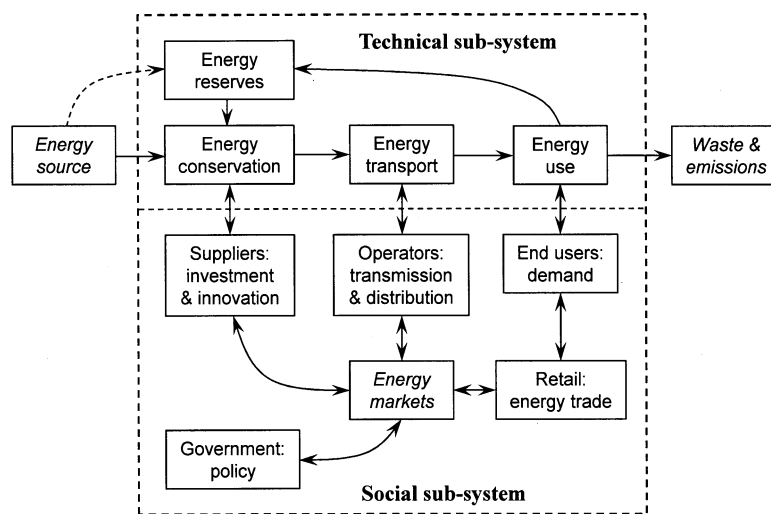 Technical sub-system
Energy
reserves
Energy
source
Energy
conservation
Energy
transport
Energy
use
Waste &
emissions
Suppliers:
investment
& innovation
Operators:
transmission
& distribution
End users:
demand
Energy
markets
Retail:
energy trade
Government:
policy
Social sub-system